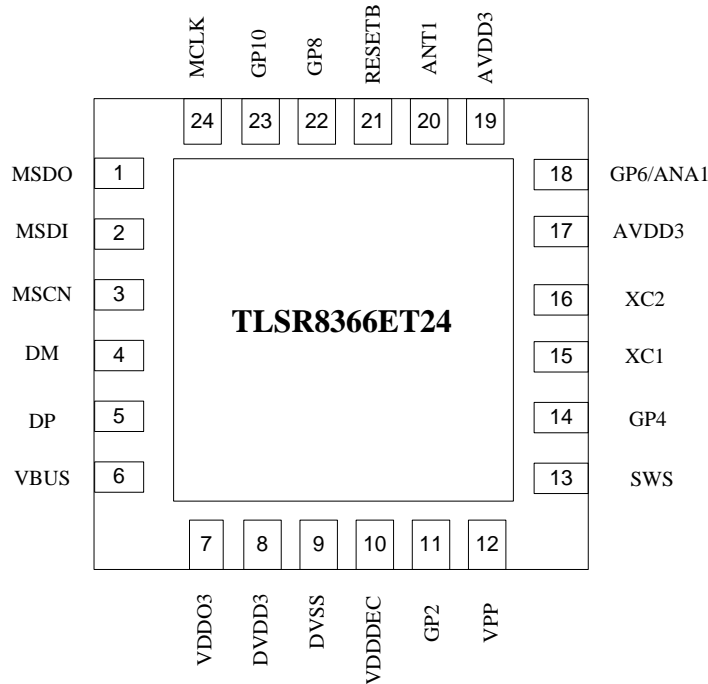 MCLK
GP10
GP8
RESETB
ANT1
AVDD3
24
23
22
21
20
19
MSDO
1
18
GP6/ANA1
MSDI
2
17
AVDD3
MSCN
3
16
XC2
TLSR8366ET24
DM
4
15
XC1
DP
5
14
GP4
VBUS
6
13
SWS
7
8
9
10
11
12
VDDO3
DVDD3
DVSS
VDDDEC
GP2
VPP